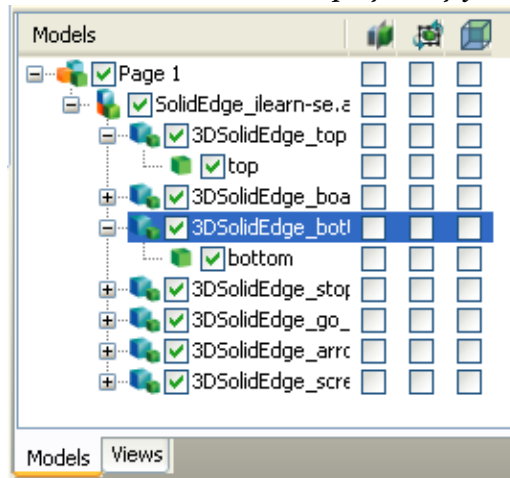 Models
Page 1
SolidEdge_ilearn-se.a
3DSolidEdge_top
top
3DSolidEdge_boa
3DSolidEdge_bot
bottom
3DSolidEdge_stop
3DSolidEdge_go_
3DSolidEdge_arro
3DSolidEdge_scre
Models Views